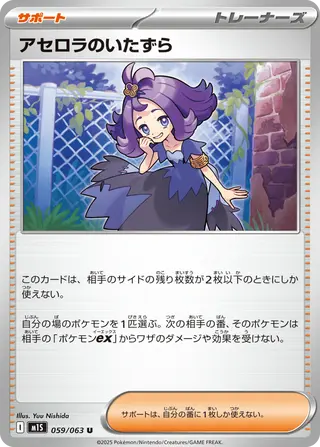 サポート
トレーナーズ
アセロラのいたずら
このカードは、相手のサイドの残り枚数が2枚以下のときにしか
使えない。
自分の場のポケモンを1匹選ぶ。次の相手の番、そのポケモンは
相手の「ポケモンex」からワザのダメージや効果を受けない。
Illus. Yuu Nishida
I m1S 059/063 U
サポートは、自分の番に1枚しか使えない。
©2025 Pokémon/Nintendo/Creatures/GAME FREAK.